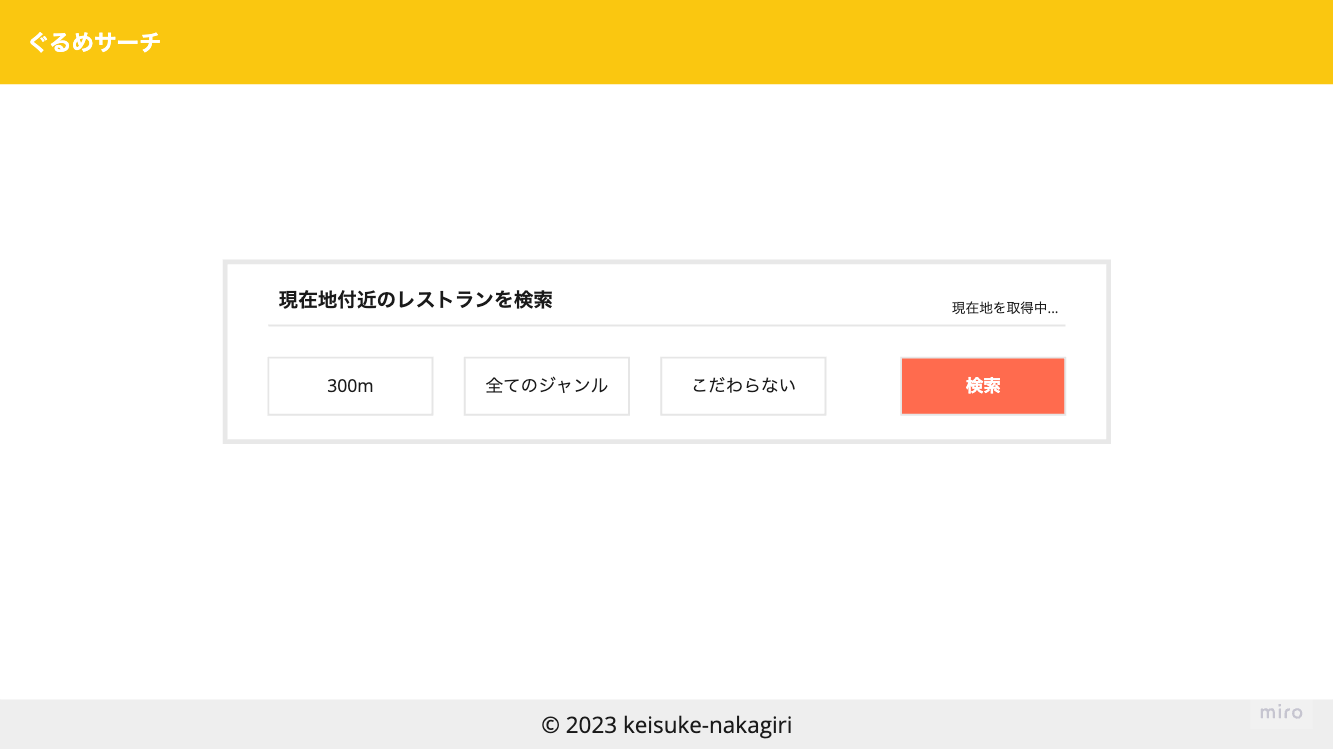 ぐるめサーチ
現在地付近のレストランを検索
現在地を取得中...
300m
全てのジャンル
こだわらない
検索
© 2023 keisuke-nakagiri
miro